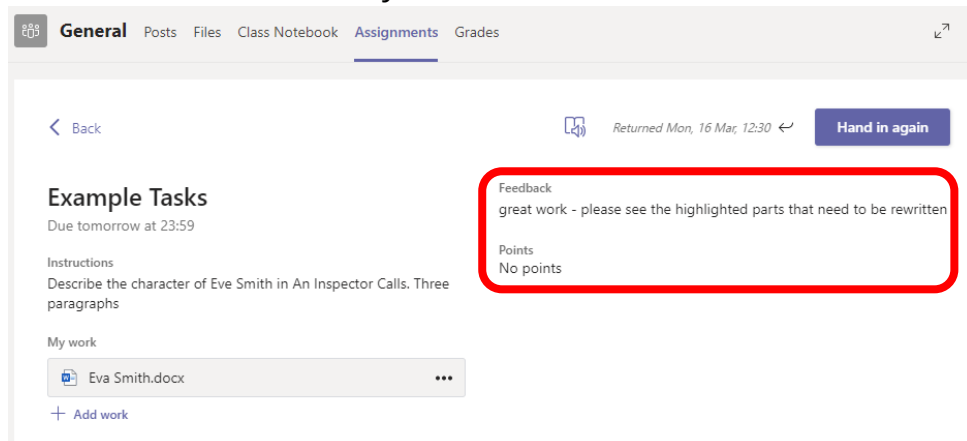 General Posts Files Class Notebook Assignments Grades
Back
Returned Mon, 16 Mar, 12:30
Hand in again
Example Tasks
Due tomorrow at 23:59
Instructions
Describe the character of Eve Smith in An Inspector Calls. Three
paragraphs
My work
Eva Smith.docx
Add work
Feedback
great work - please see the highlighted parts that need to be rewritten
Points
No points